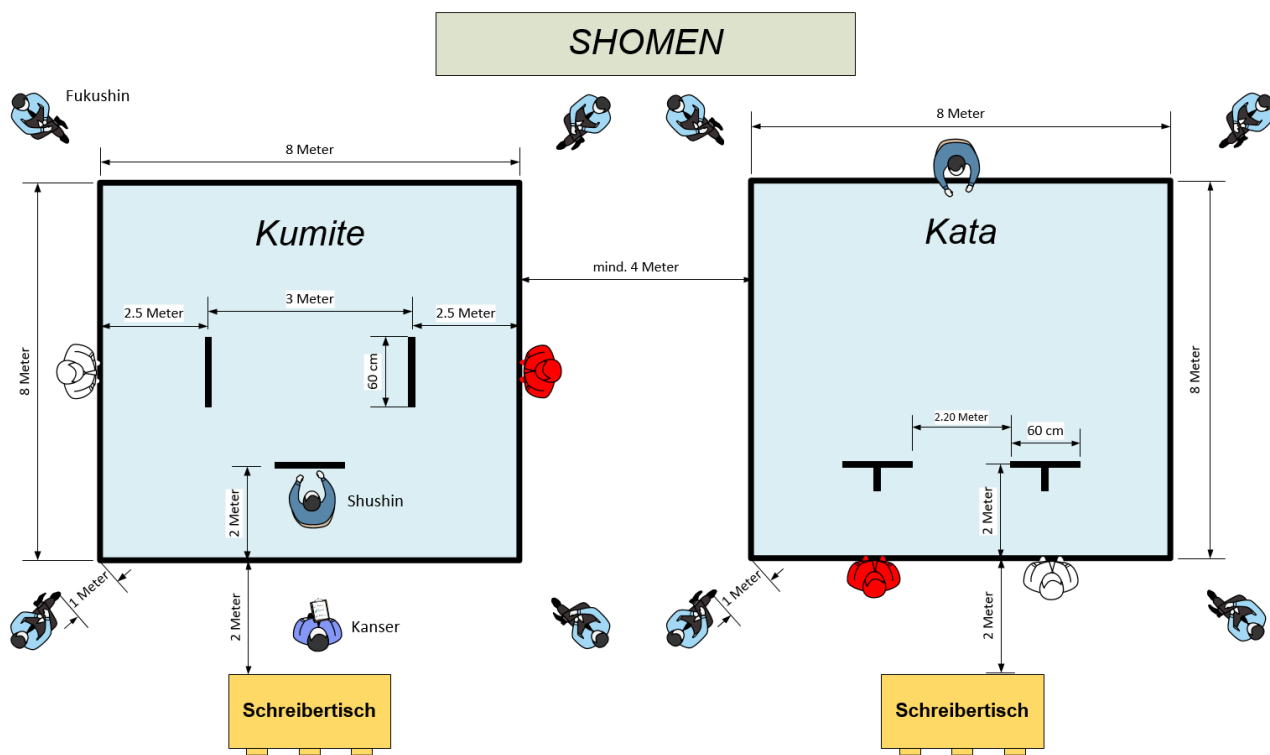 SHOMEN
Fukushin
8 Meter
8 Meter
Kumite
Kata
mind. 4 Meter
2.5 Meter
3 Meter
2.5 Meter
8 Meter
60 cm
8 Meter
2.20 Meter
60 cm
Shushin
2 Meter
2 Meter
1 Meter
1 Meter
2 Meter
Kanser
2 Meter
Schreibertisch
Schreibertisch